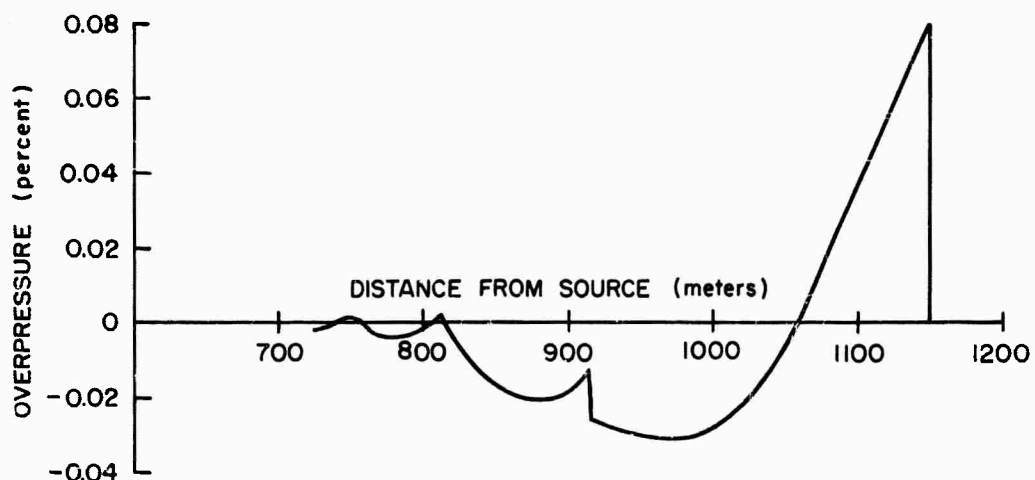 0.08
0.06
0.04
0.02
0
-0.02
-0.04
OVERPRESSURE (percent)
DISTANCE FROM SOURCE (meters)
700 800 900 1000 1100 1200